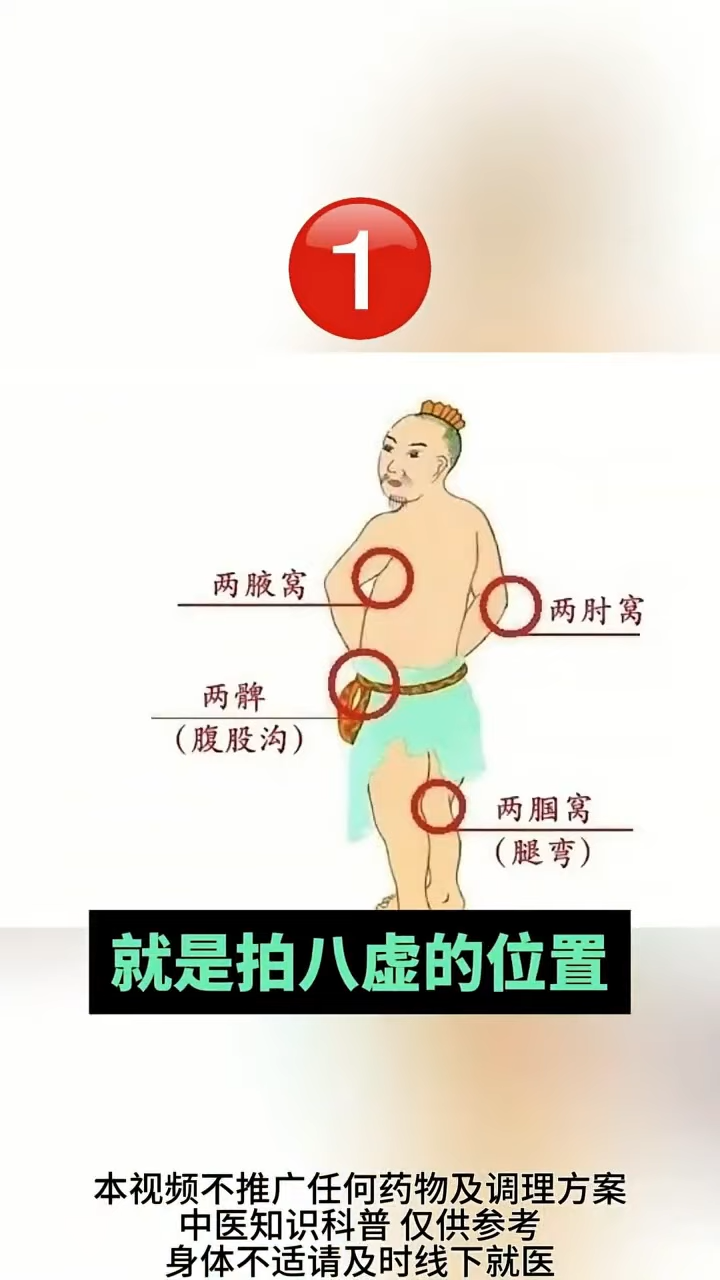 1
两腋窝
两肘窝
两髀
(腹股沟)
两腘窝
(腿弯)
就是拍八虚的位置
本视频不推广任何药物及调理方案
中医知识科普 仅供参考
身体不适请及时线下就医